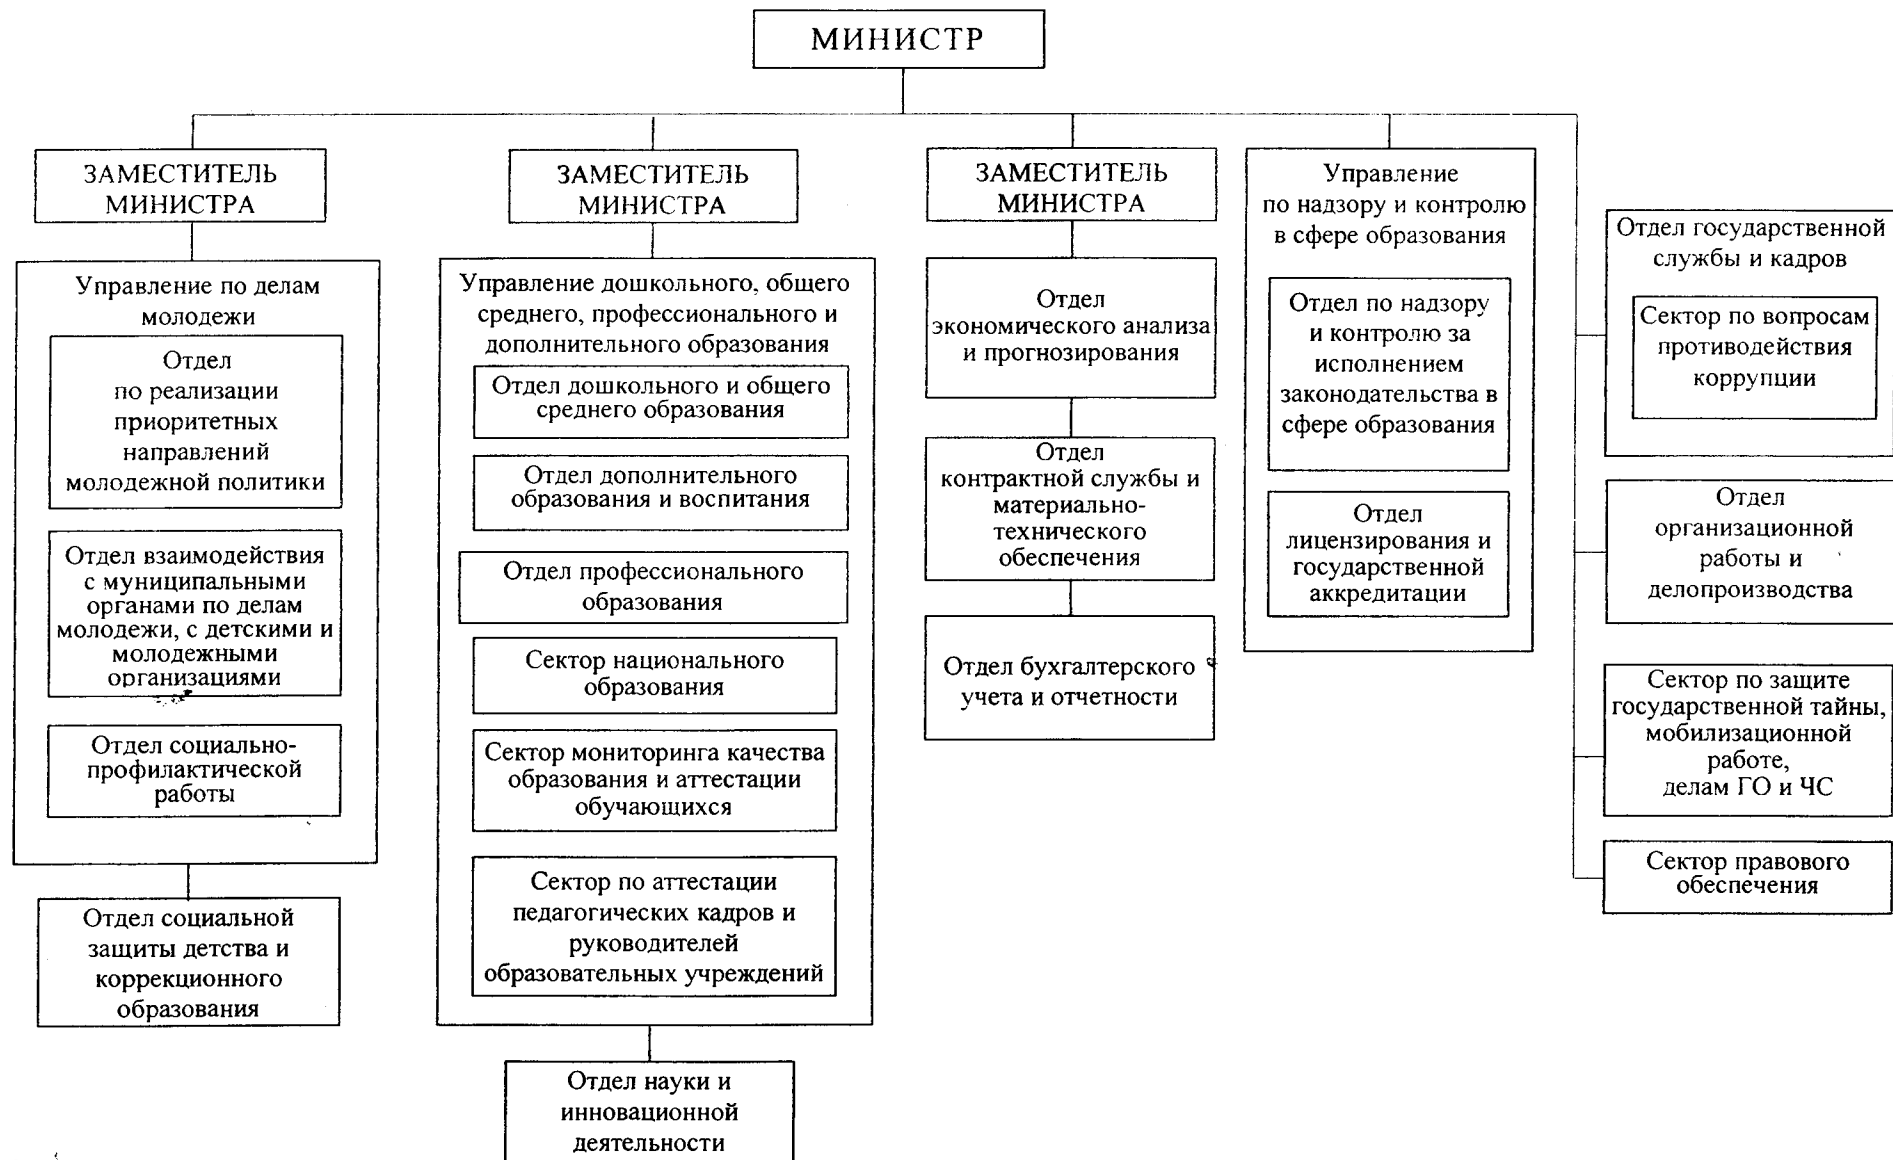 МИНИСТР
ЗАМЕСТИТЕЛЬ
МИНИСТРА
Управление по делам
молодежи
Отдел
по реализации
приоритетных
направлений
молодежной политики
Отдел взаимодействия
с муниципальными
органами по делам
молодежи, с детскими и
молодежными
организациями
Отдел социально-
профилактической
работы
Отдел социальной
защиты детства и
коррекционного
образования
ЗАМЕСТИТЕЛЬ
МИНИСТРА
Управление дошкольного, общего
среднего, профессионального и
дополнительного образования
Отдел дошкольного и общего
среднего образования
Отдел дополнительного
образования и воспитания
Отдел профессионального
образования
Сектор национального
образования
Сектор мониторинга качества
образования и аттестации
обучающихся
Сектор по аттестации
педагогических кадров и
руководителей
образовательных учреждений
Отдел науки и
инновационной
деятельности
ЗАМЕСТИТЕЛЬ
МИНИСТРА
Отдел
экономического анализа
и прогнозирования
Отдел
контрактной службы и
материально-
технического
обеспечения
Отдел бухгалтерского
учета и отчетности
Управление
по надзору и контролю
в сфере образования
Отдел по надзору
и контролю за
исполнением
законодательства в
сфере образования
Отдел
лицензирования и
государственной
аккредитации
Отдел государственной
службы и кадров
Сектор по вопросам
противодействия
коррупции
Отдел
организационной
работы и
делопроизводства
Сектор по защите
государственной тайны,
мобилизационной
работе,
делам ГО и ЧС
Сектор правового
обеспечения